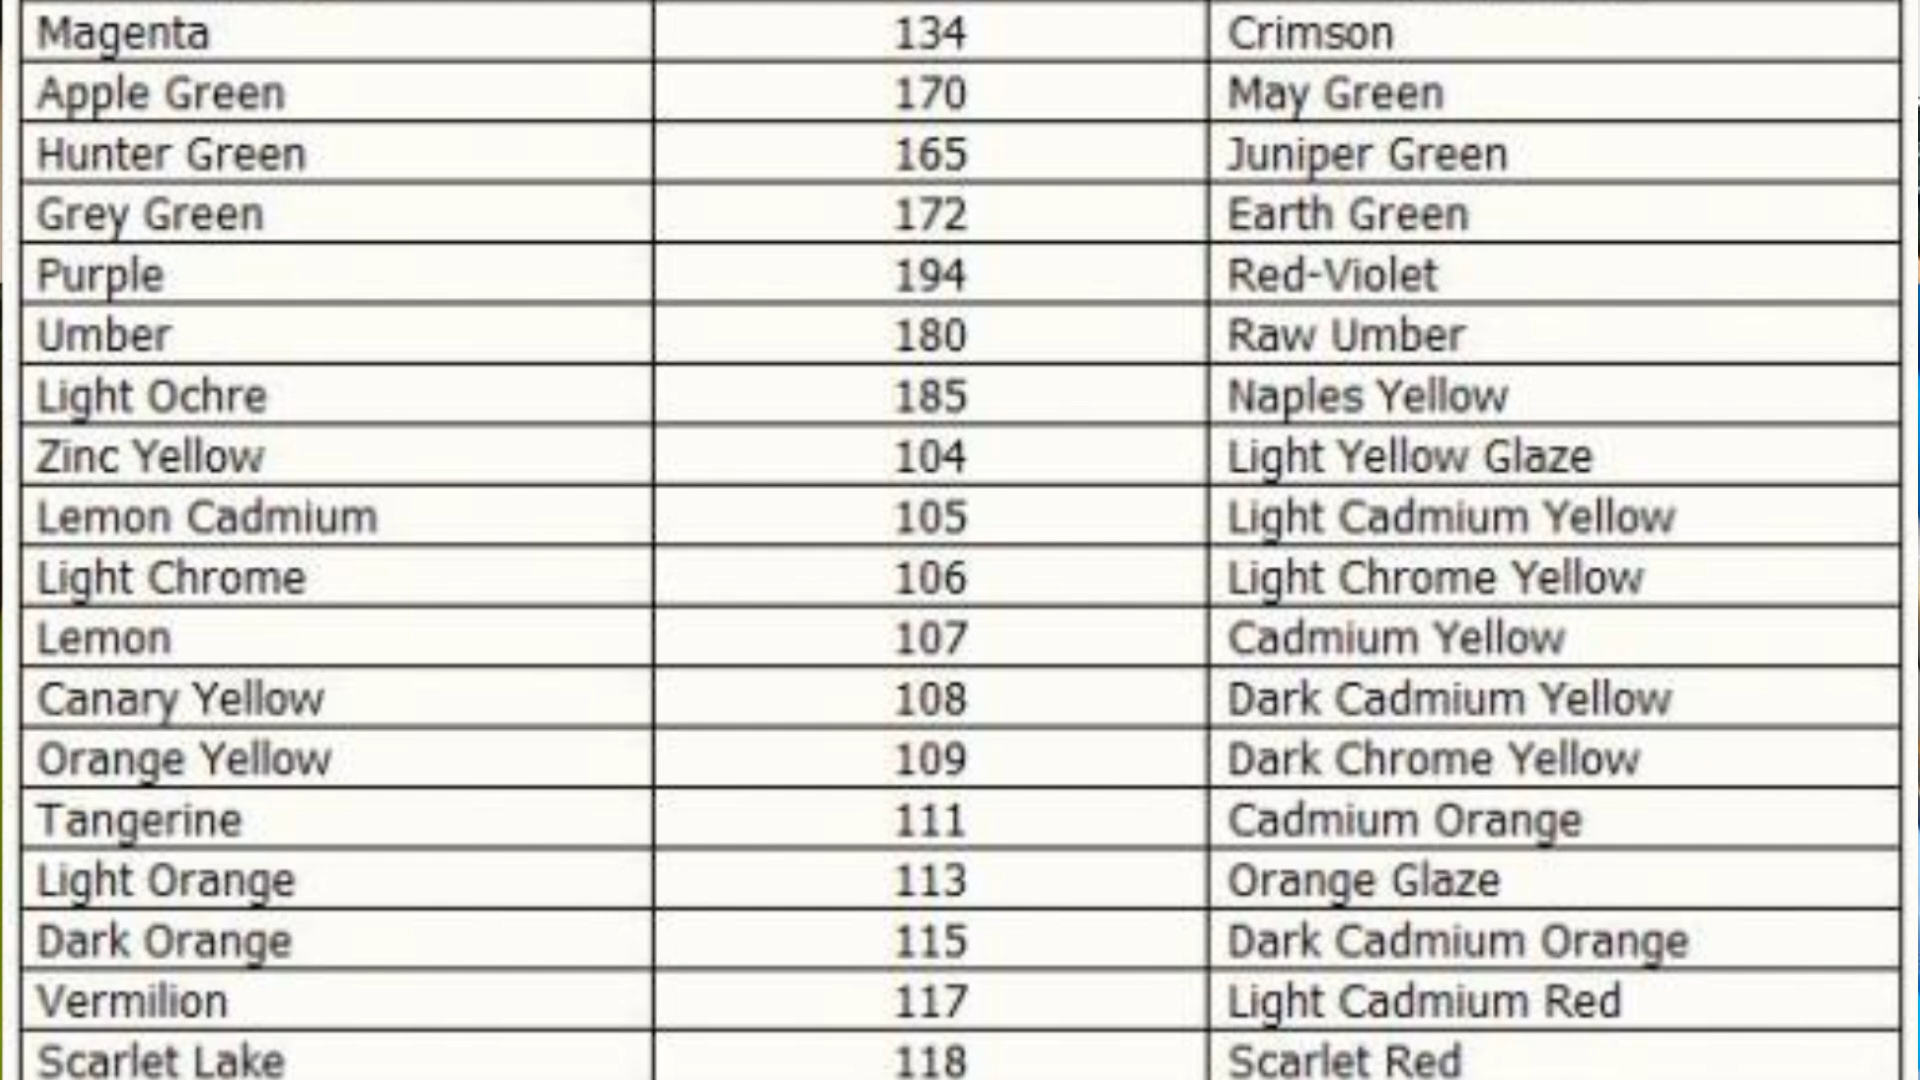 Magenta 134 Crimson
Apple Green 170 May Green
Hunter Green 165 Juniper Green
Grey Green 172 Earth Green
Purple 194 Red-Violet
Umber 180 Raw Umber
Light Ochre 185 Naples Yellow
Zinc Yellow 104 Light Yellow Glaze
Lemon Cadmium 105 Light Cadmium Yellow
Light Chrome 106 Light Chrome Yellow
Lemon 107 Cadmium Yellow
Canary Yellow 108 Dark Cadmium Yellow
Orange Yellow 109 Dark Chrome Yellow
Tangerine 111 Cadmium Orange
Light Orange 113 Orange Glaze
Dark Orange 115 Dark Cadmium Orange
Vermilion 117 Light Cadmium Red
Scarlet Lake 118 Scarlet Red